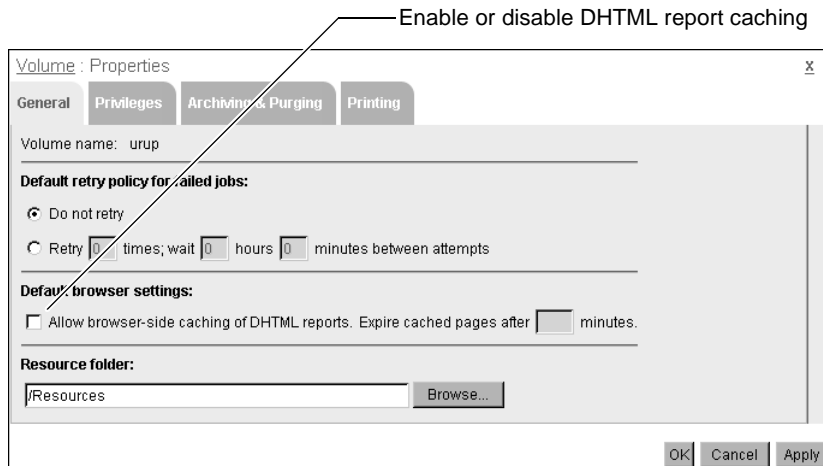 Enable or disable DHTML report caching
Volume : Properties x
General Privileges Archiving & Purging Printing
Volume name: urup
Default retry policy for failed jobs:
Do not retry
Retry 0 times; wait 0 hours 0 minutes between attempts
Default browser settings:
Allow browser-side caching of DHTML reports. Expire cached pages after minutes.
Resource folder:
/Resources Browse...
OK Cancel Apply